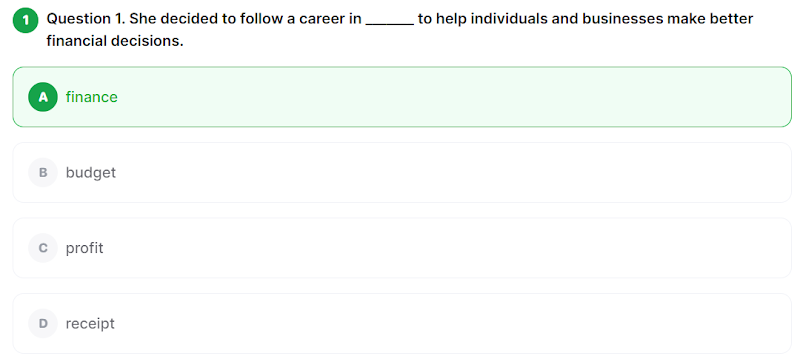 1 Question 1. She decided to follow a career in _______ to help individuals and businesses make better
financial decisions.
A finance
B budget
C profit
D receipt